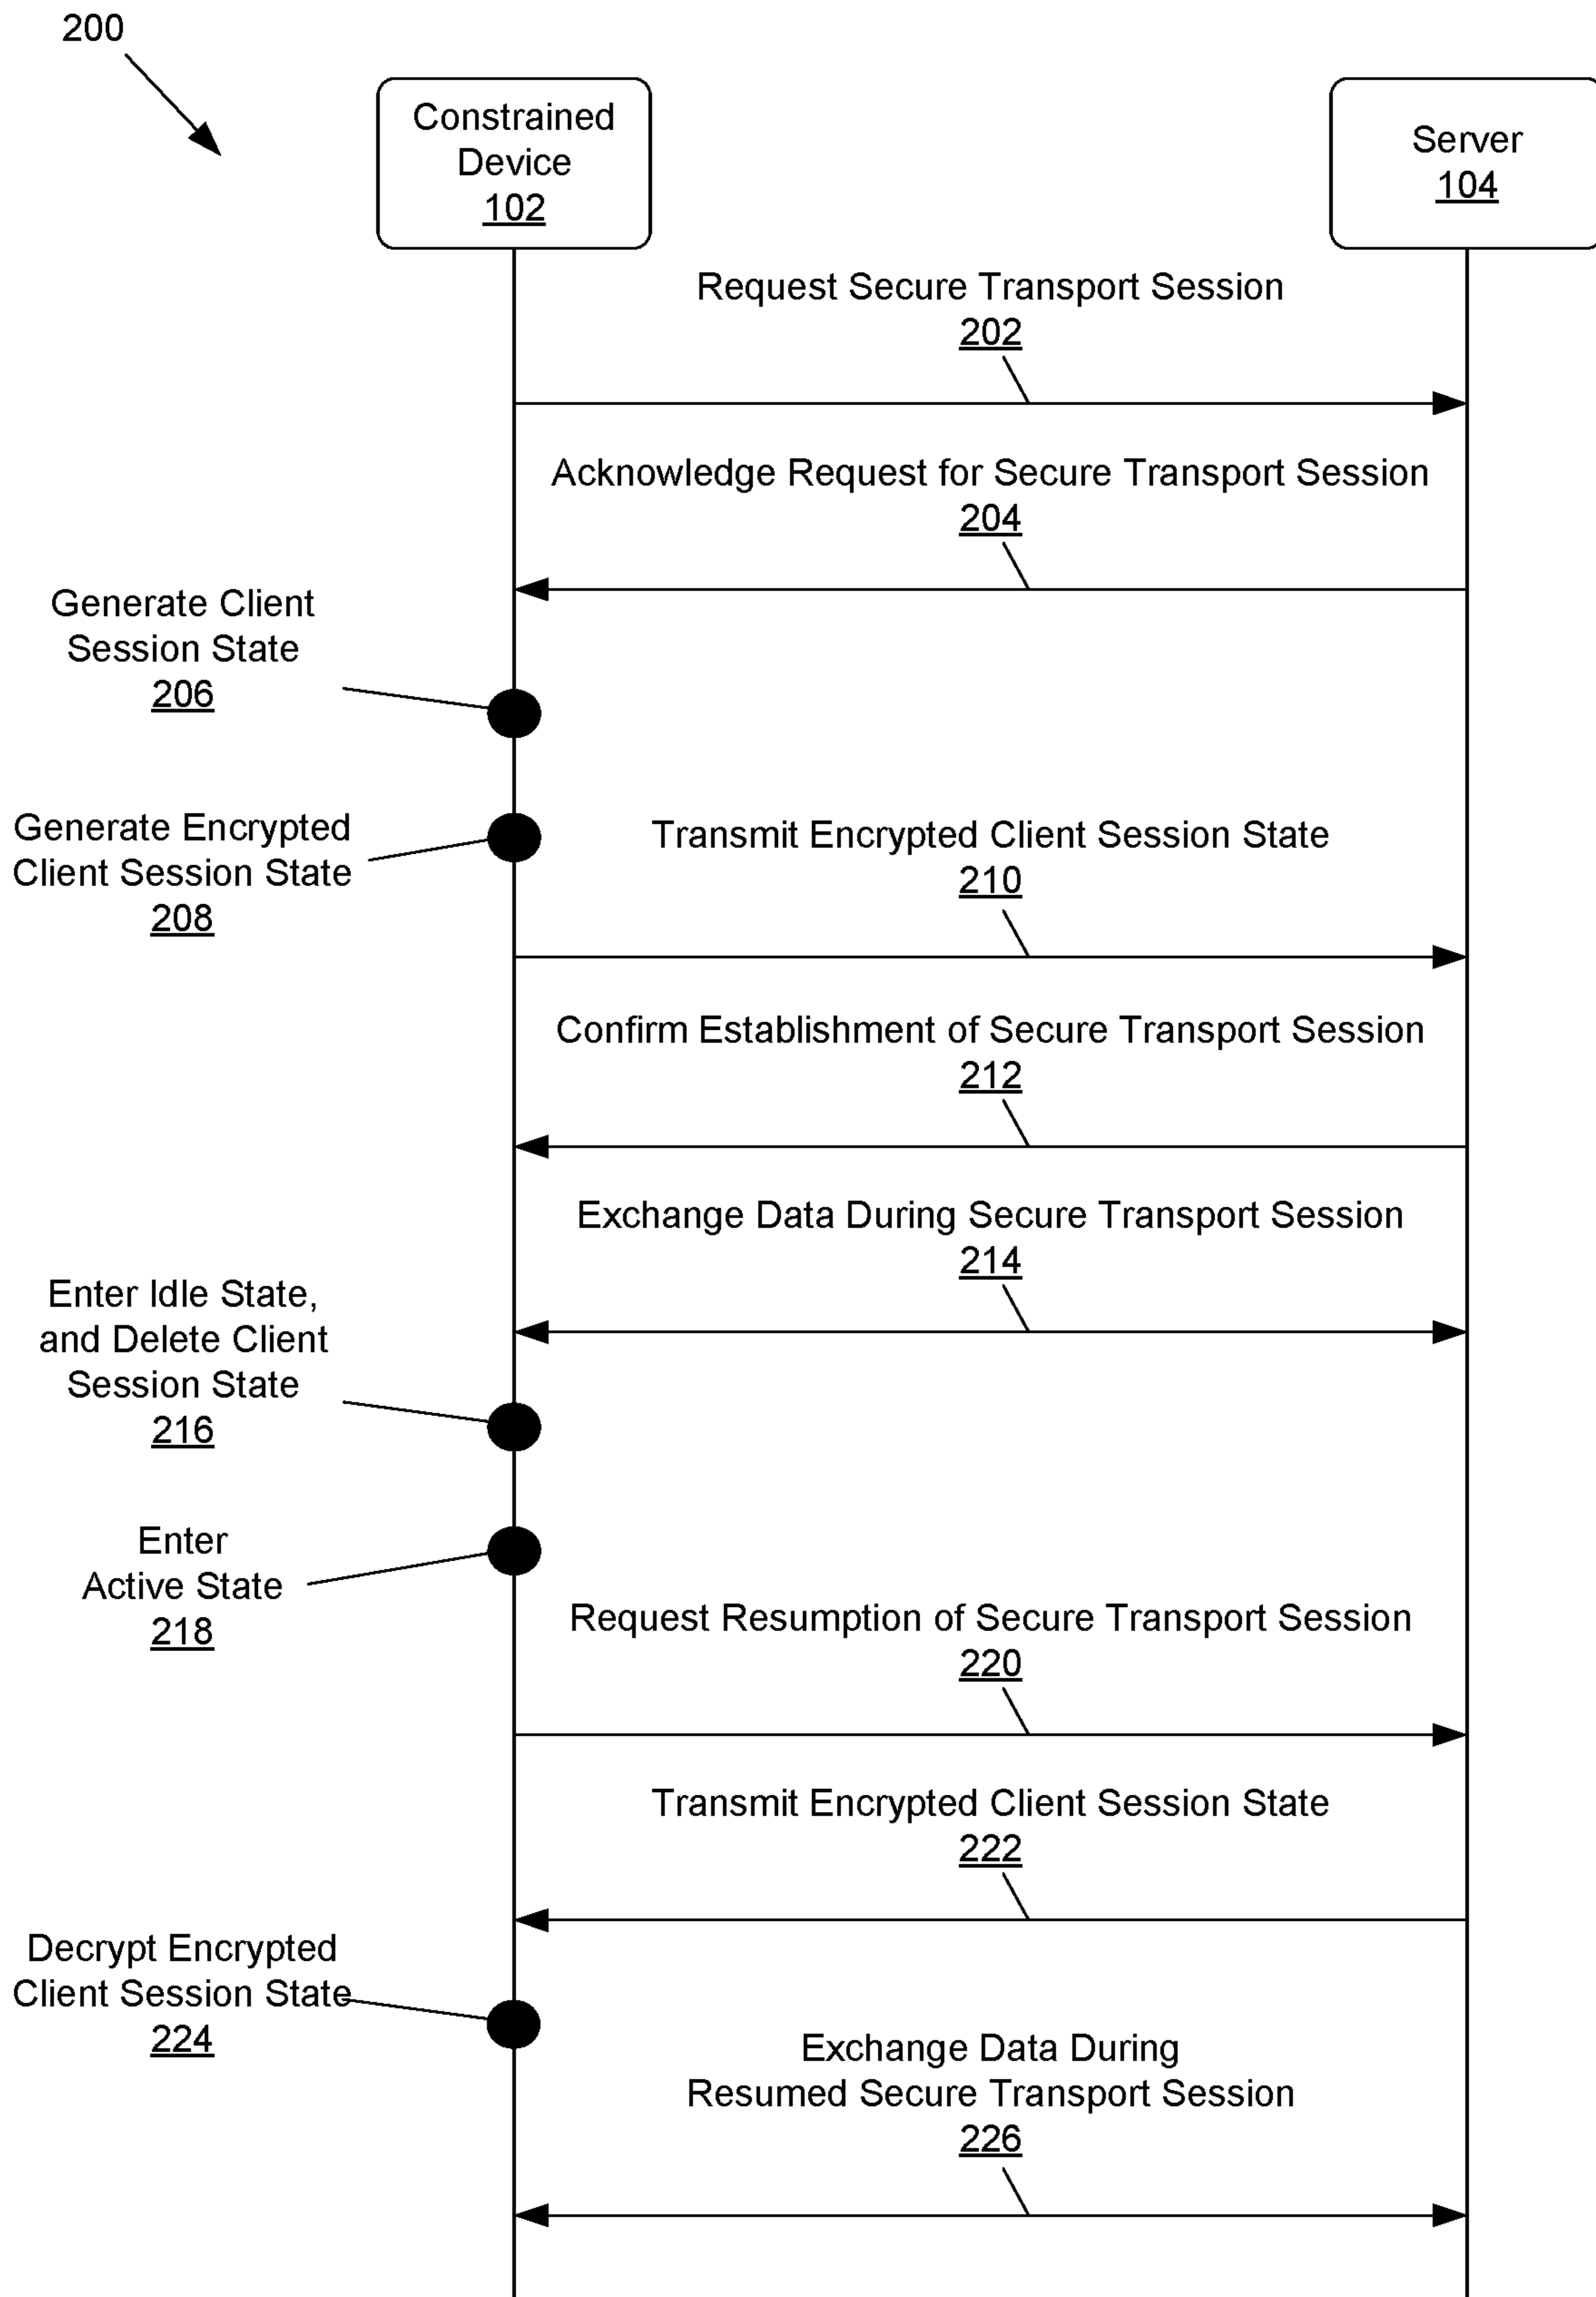 200
Constrained
Device
102
Server
104
Request Secure Transport Session
202
Acknowledge Request for Secure Transport Session
204
Generate Client
Session State
206
Generate Encrypted
Client Session State
208
Transmit Encrypted Client Session State
210
Confirm Establishment of Secure Transport Session
212
Exchange Data During Secure Transport Session
214
Enter Idle State,
and Delete Client
Session State
216
Enter
Active State
218
Request Resumption of Secure Transport Session
220
Transmit Encrypted Client Session State
222
Decrypt Encrypted
Client Session State
224
Exchange Data During
Resumed Secure Transport Session
226